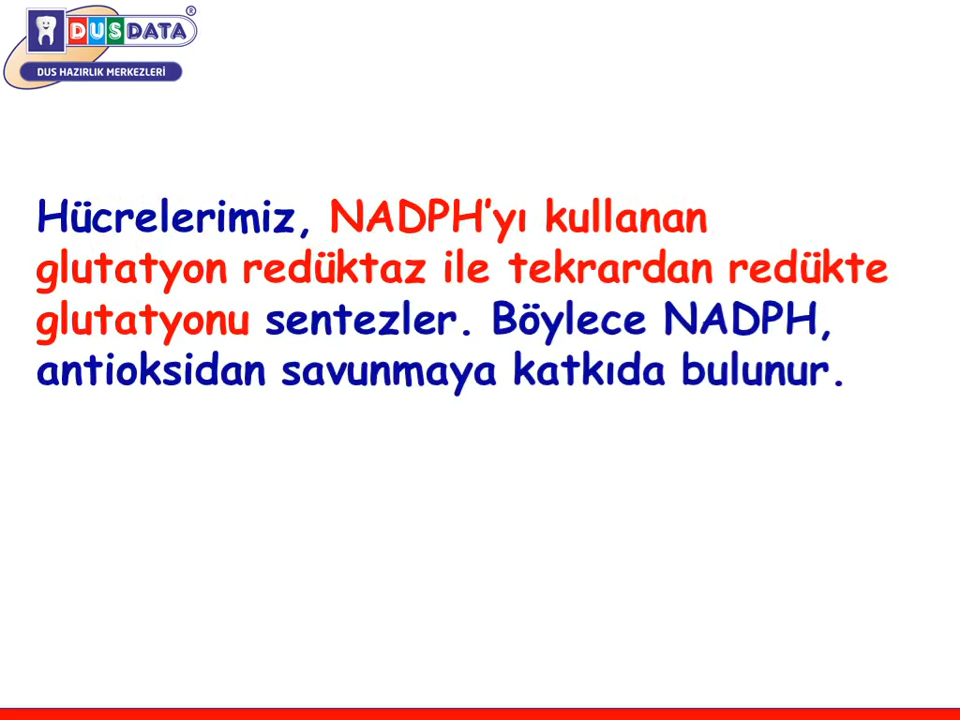 DUSDATA®
DUS HAZIRLIK MERKEZLERİ
Hücrelerimiz, NADPH'yı kullanan
glutatyon redüktaz ile tekrardan redükte
glutatyonu sentezler. Böylece NADPH,
antioksidan savunmaya katkıda bulunur.